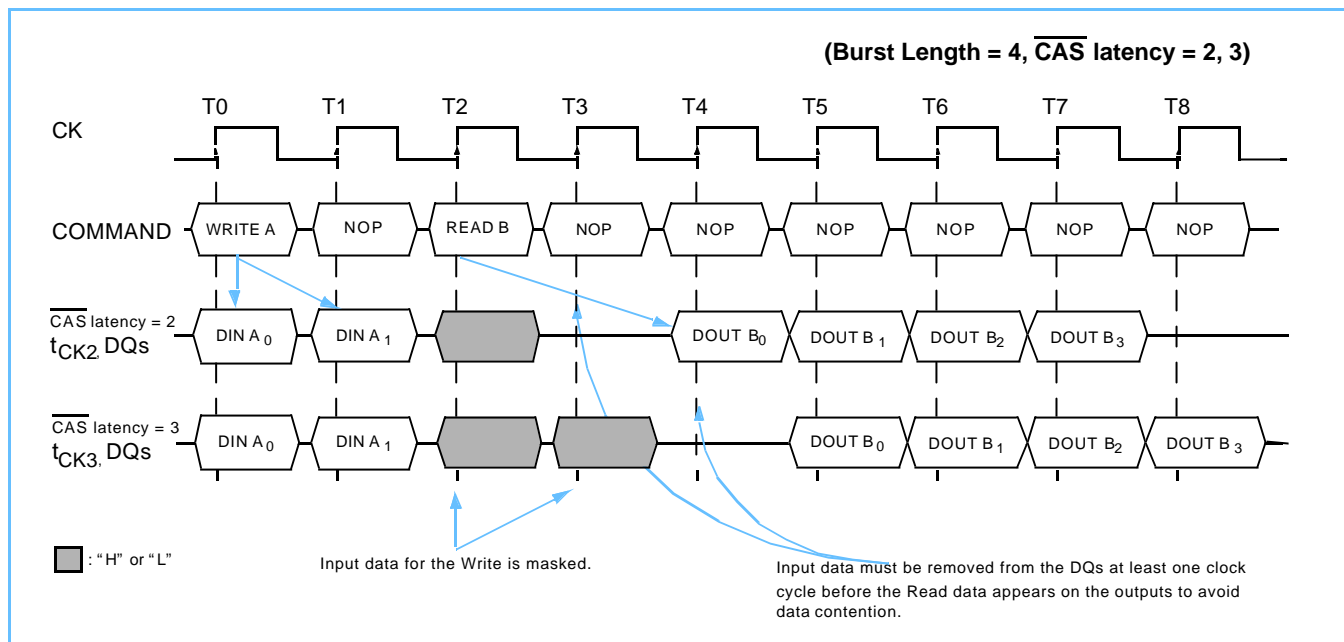 (Burst Length = 4, CAS latency = 2, 3)
T0 T1 T2 T3 T4 T5 T6 T7 T8
CK
COMMAND WRITE A NOP READ B NOP NOP NOP NOP NOP NOP
CAS latency = 2
tCK2, DQs DIN A0 DIN A1 DOUT B0 DOUT B1 DOUT B2 DOUT B3
CAS latency = 3
tCK3, DQs DIN A0 DIN A1 DOUT B0 DOUT B1 DOUT B2 DOUT B3
: "H" or "L"
Input data for the Write is masked.
Input data must be removed from the DQs at least one clock
cycle before the Read data appears on the outputs to avoid
data contention.